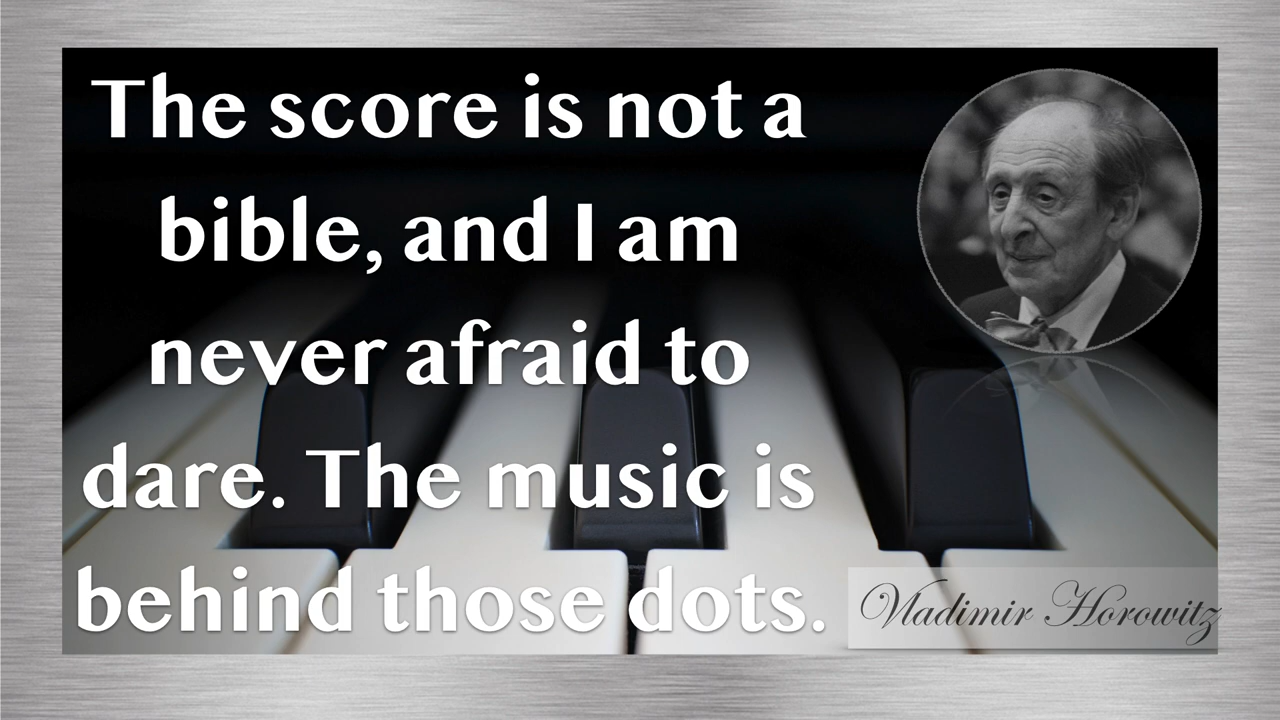 The score is not a
bible, and I am
never afraid to
dare. The music is
behind those dots.
Vladimir Horowitz